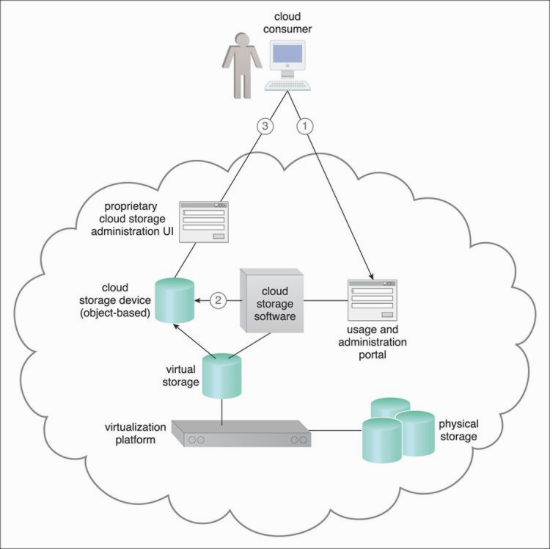 cloud
consumer
3
1
proprietary
cloud storage
administration UI
cloud
storage device
(object-based)
2
cloud
storage
software
usage and
administration
portal
virtual
storage
virtualization
platform
physical
storage